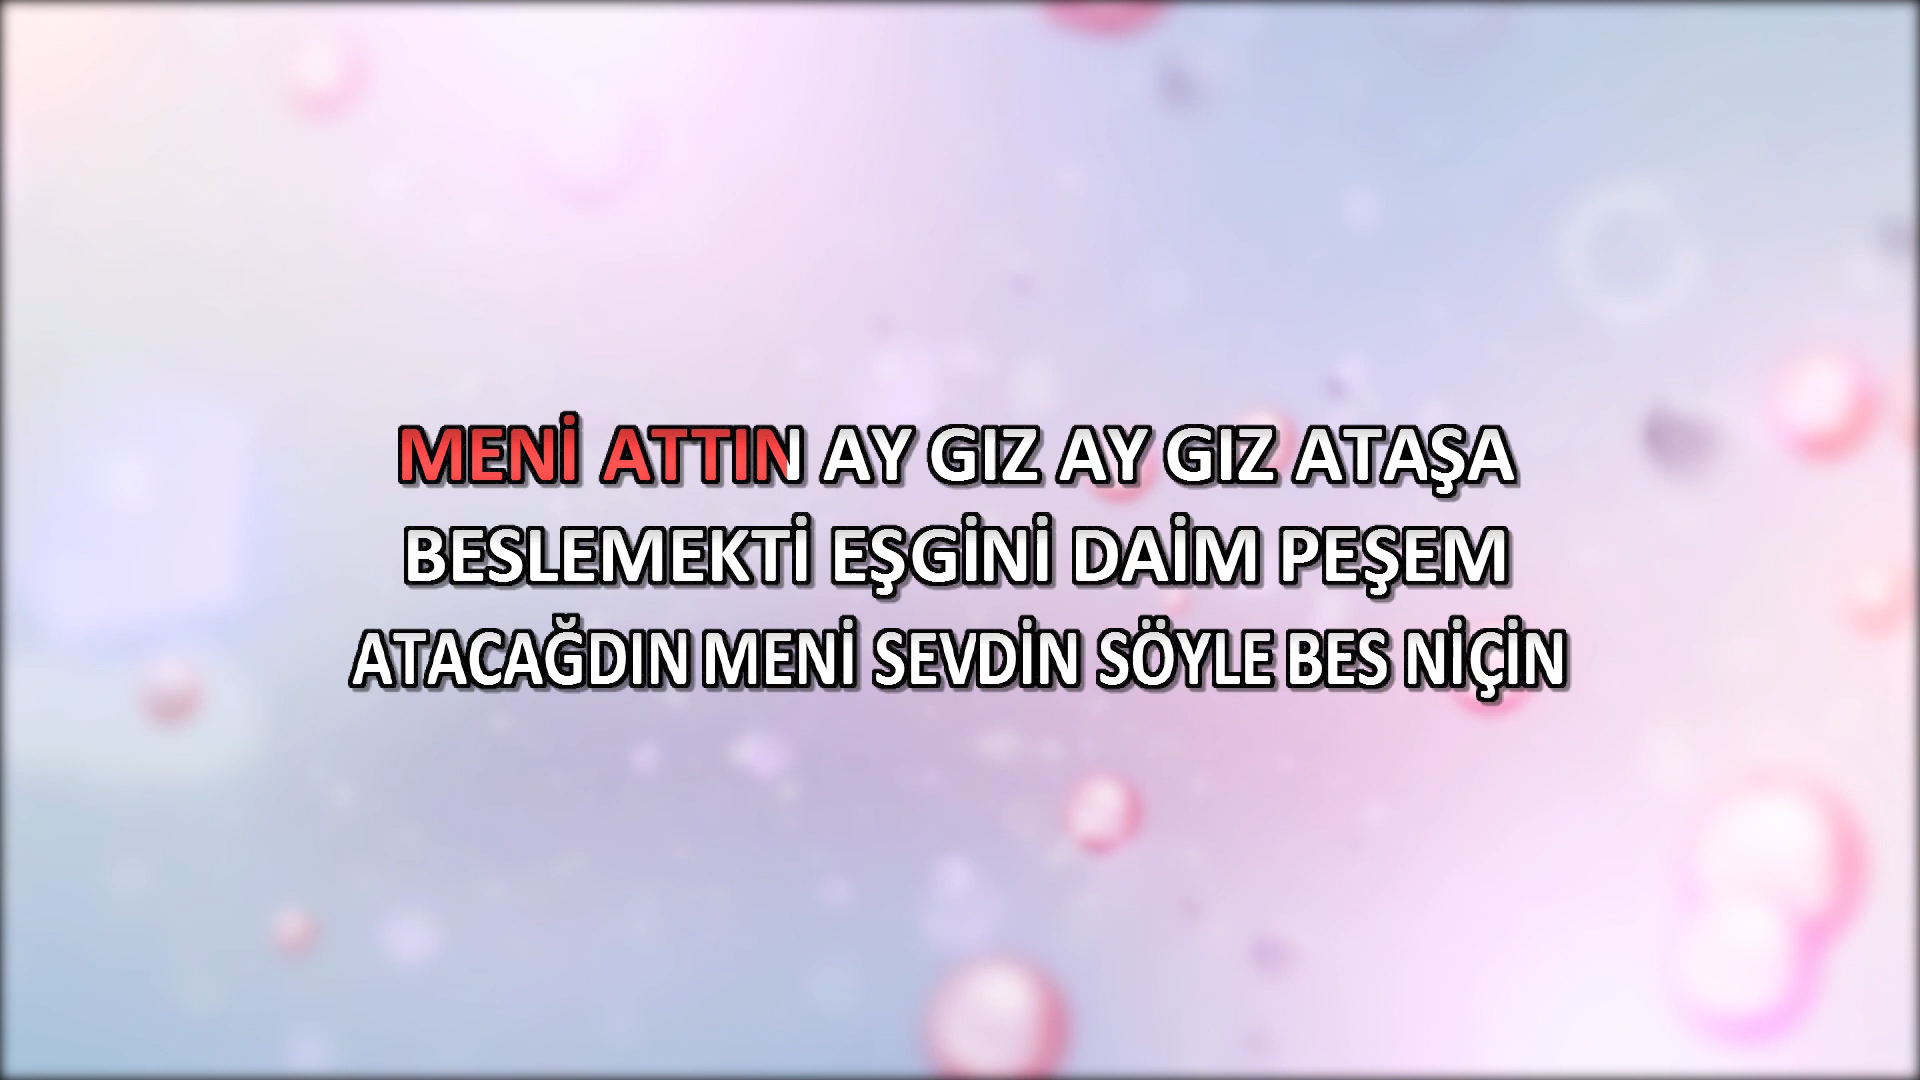 MENİ ATTIN AY GIZ AY GIZ ATAŞA
BESLEMEKTİ EŞGİNİ DAİM PEŞEM
ATACAĞDIN MENİ SEVDİN SÖYLE BES NİÇİN